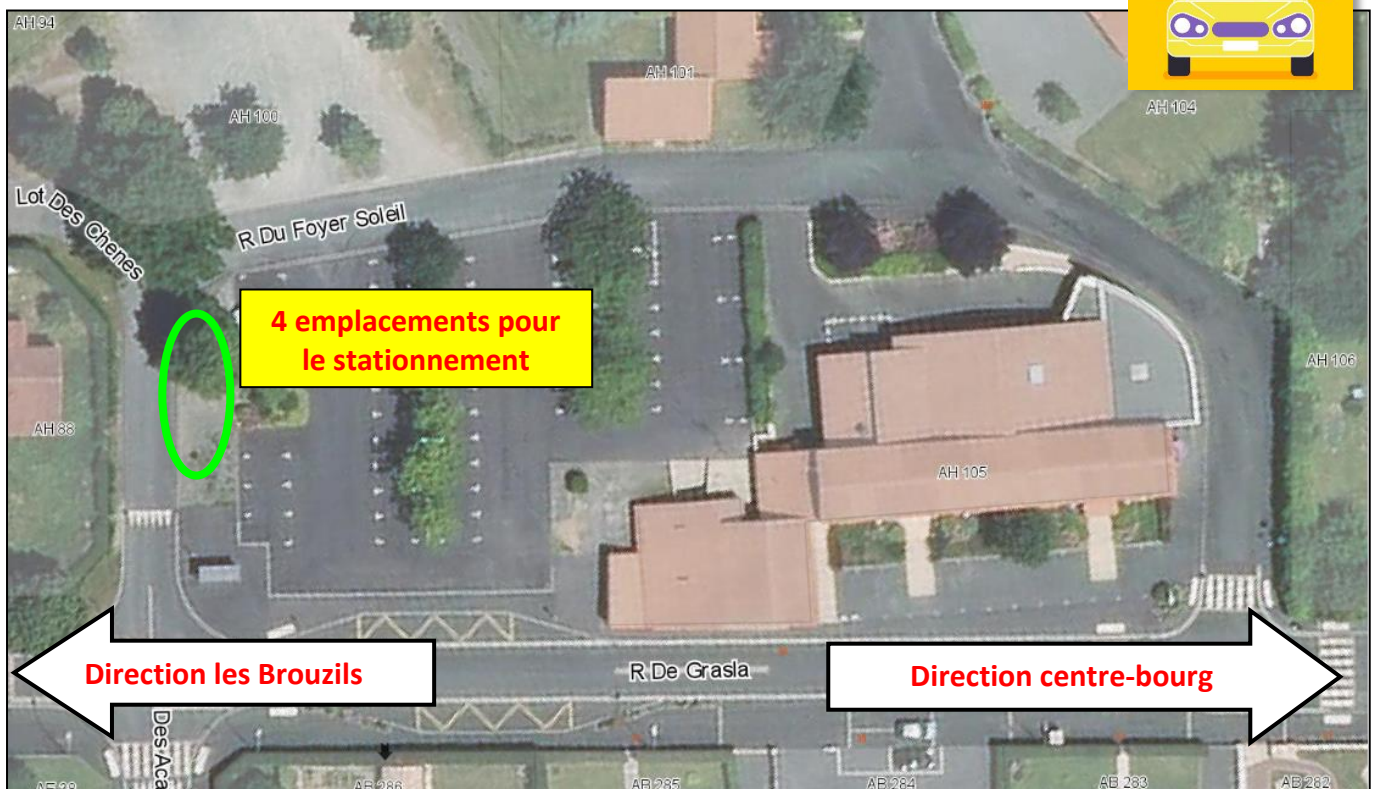 AH 94
AH 101
AH 100
AH 104
Lot Des Chenes
R Du Foyer Soleil
4 emplacements pour
le stationnement
AH 106
AH 88
AH 105
Direction les Brouzils
R De Grasla
Direction centre-bourg
Des Aca
AB 286
AB 285
AB 284
AB 283
AB 282